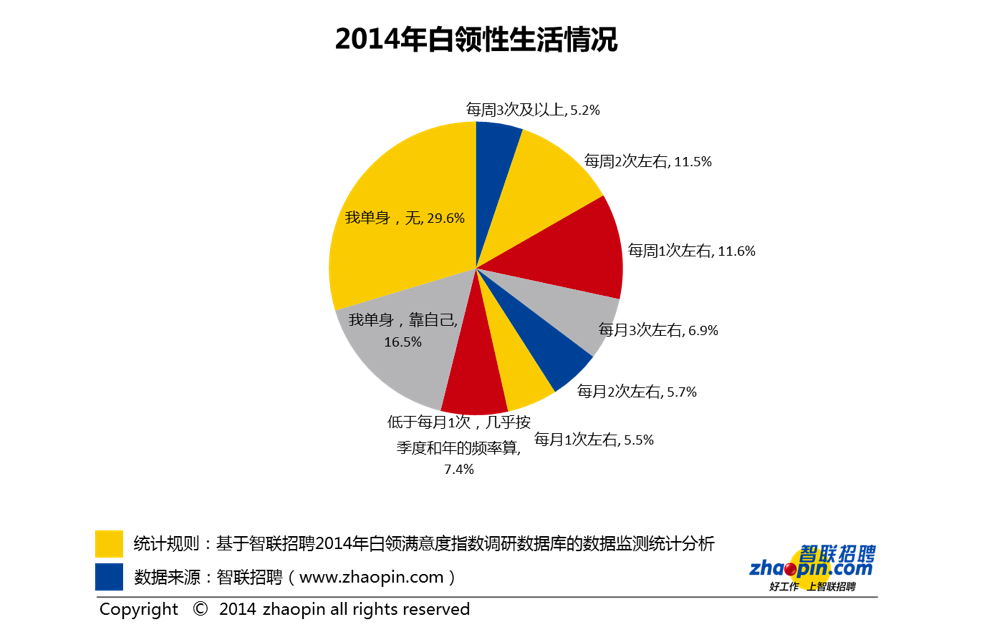 2014年白领性生活情况
每周3次及以上, 5.2%
每周2次左右, 11.5%
我单身，无, 29.6%
每周1次左右, 11.6%
我单身，靠自己,
16.5%
每月3次左右, 6.9%
每月2次左右, 5.7%
低于每月1次，几乎按
季度和年的频率算,
7.4%
每月1次左右, 5.5%
统计规则：基于智联招聘2014年白领满意度指数调研数据库的数据监测统计分析
数据来源：智联招聘（www.zhaopin.com）
智联招聘
zhaopin.com
好工作 上智联招聘
Copyright © 2014 zhaopin all rights reserved